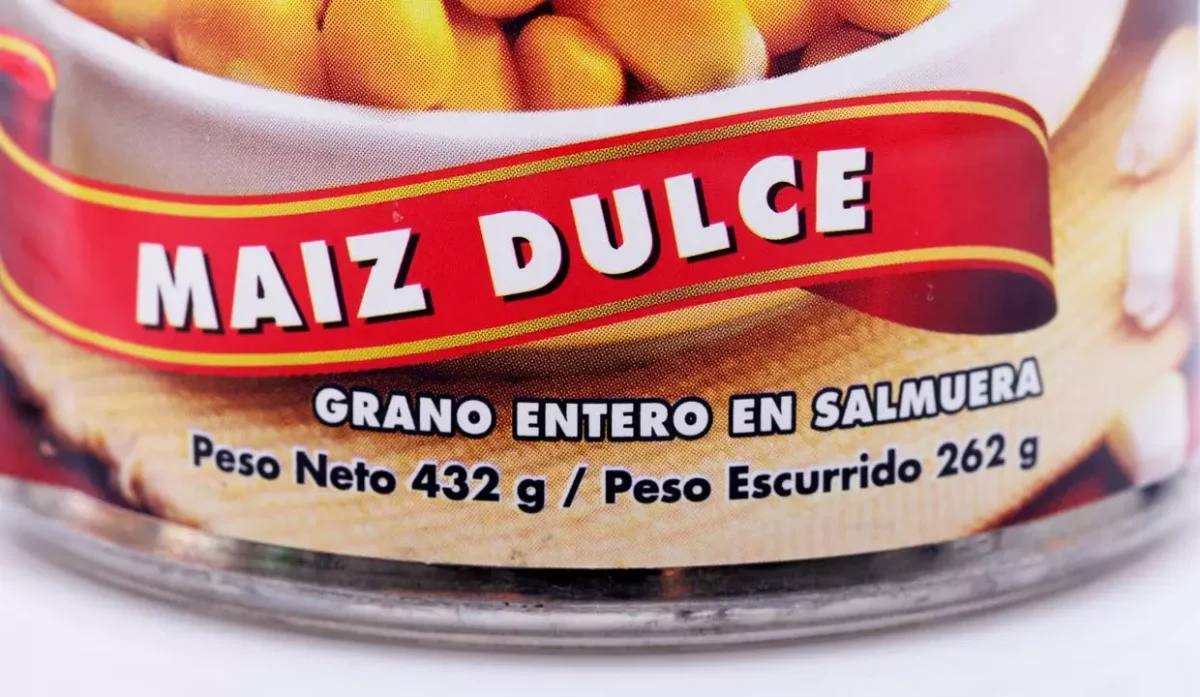 MAIZ DULCE
GRANO ENTERO EN SALMUERA
Peso Neto 432 g / Peso Escurrido 262 g